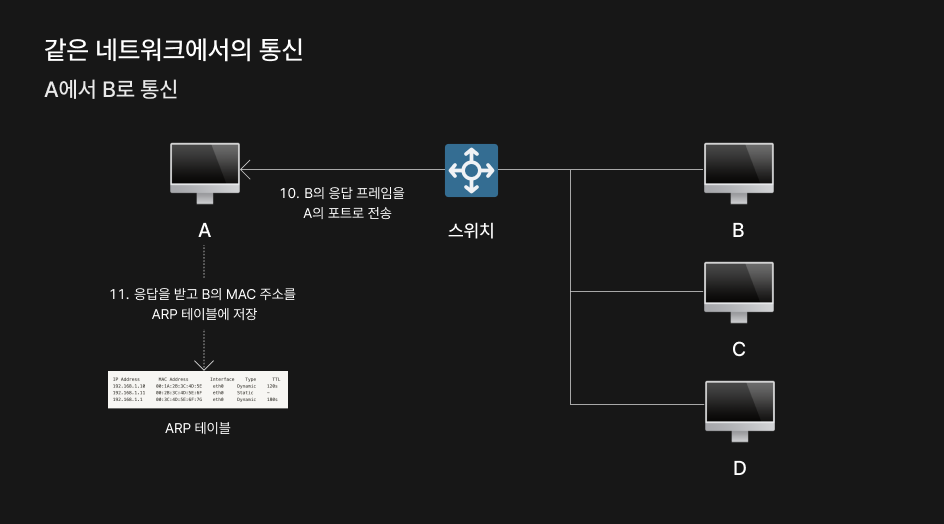 같은 네트워크에서의 통신
A에서 B로 통신
10. B의 응답 프레임을
A의 포트로 전송
A
스위치
B
11. 응답을 받고 B의 MAC 주소를
ARP 테이블에 저장
C
IP Address MAC Address Interface Type TTL
192.168.1.10 00:1A:2B:3C:4D:5E eth0 Dynamic 120s
192.168.1.11 00:2B:3C:4D:5E:6F eth0 Static -
192.168.1.1 00:3C:4D:5E:6F:7G eth0 Dynamic 180s
ARP 테이블
D